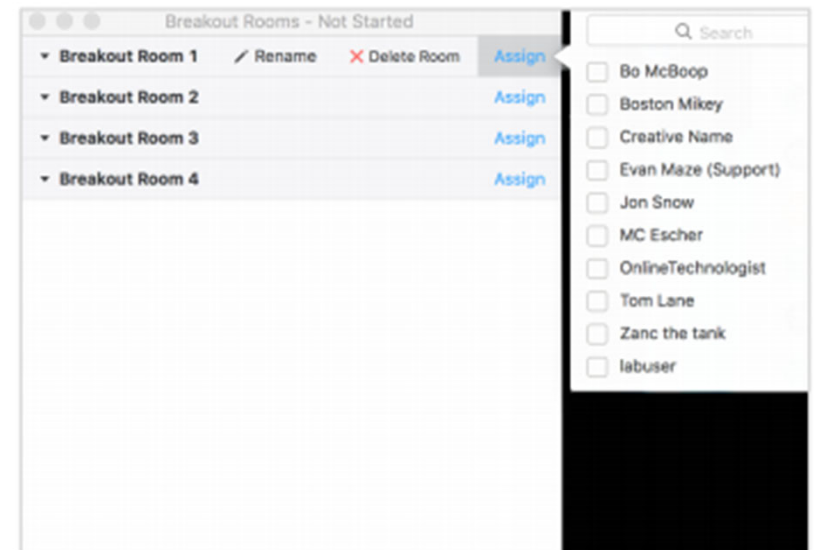 Breakout Rooms - Not Started
Breakout Room 1 Rename Delete Room Assign
Breakout Room 2 Assign
Breakout Room 3 Assign
Breakout Room 4 Assign
Search
Bo McBoop
Boston Mikey
Creative Name
Evan Maze (Support)
Jon Snow
MC Escher
OnlineTechnologist
Tom Lane
Zanc the tank
labuser